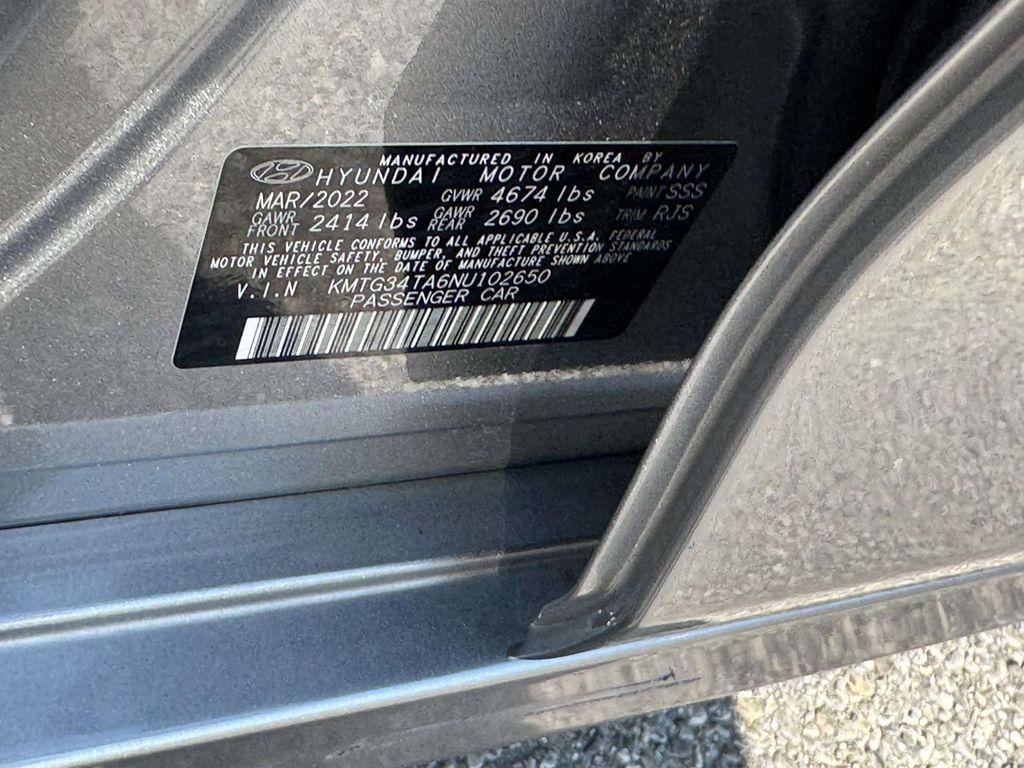 MANUFACTURED IN KOREA BY
HYUNDAI MOTOR COMPANY
MAR/2022 GVWR 4674 lbs PAINT SSS
GAWR FRONT 2414 lbs GAWR REAR 2690 lbs TRIM RJS
THIS VEHICLE CONFORMS TO ALL APPLICABLE U.S.A. FEDERAL
MOTOR VEHICLE SAFETY, BUMPER, AND THEFT PREVENTION STANDARDS
IN EFFECT ON THE DATE OF MANUFACTURE SHOWN ABOVE
V.I.N KMTG34TA6NU102650
PASSENGER CAR